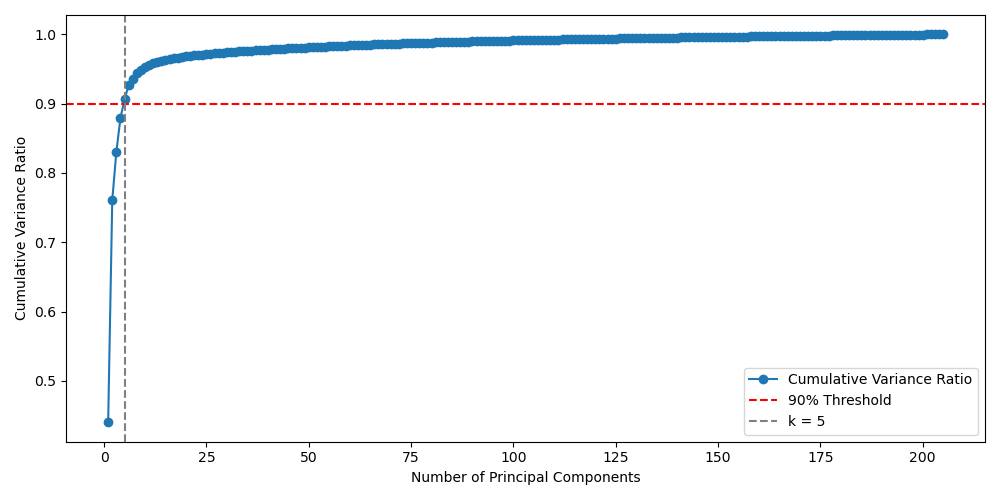 1.0
0.9
0.8
0.7
0.6
0.5
Cumulative Variance Ratio
0 25 50 75 100 125 150 175 200
Number of Principal Components
Cumulative Variance Ratio
90% Threshold
k = 5